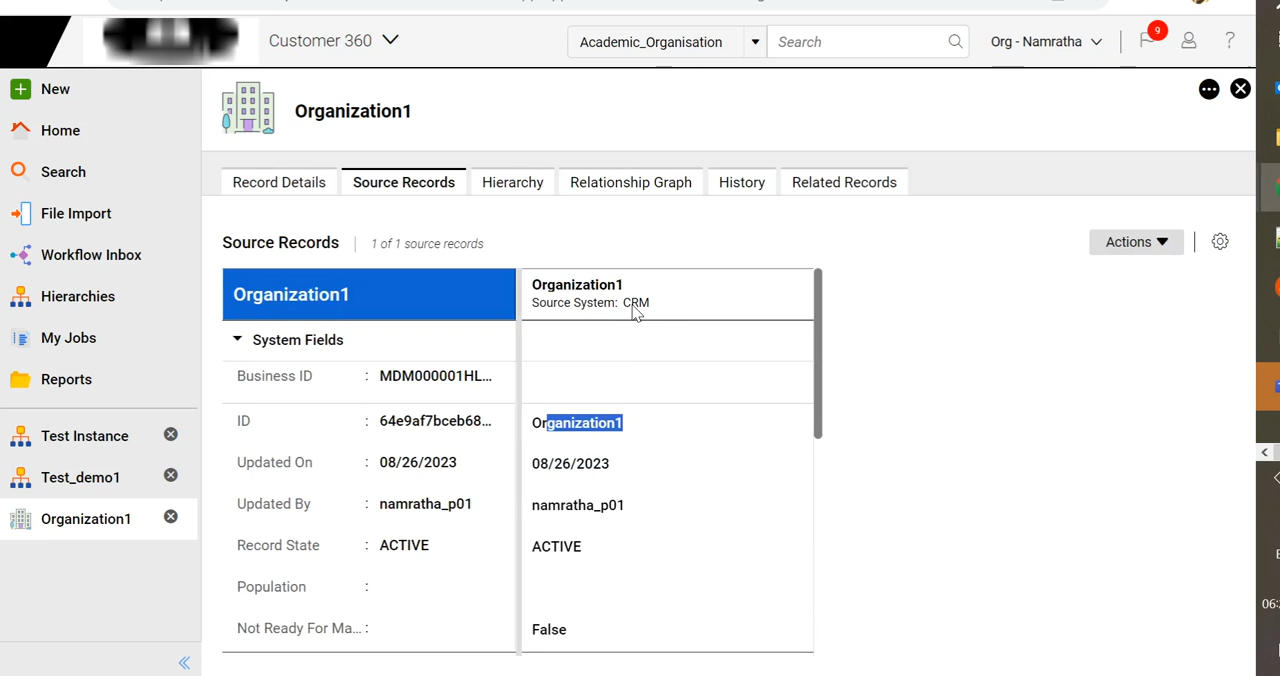 Customer 360
Academic_Organisation
Search
Org - Namratha
9
?
New
Home
Search
File Import
Workflow Inbox
Hierarchies
My Jobs
Reports
Test Instance
Test_demo1
Organization1
Organization1
Record Details
Source Records
Hierarchy
Relationship Graph
History
Related Records
Source Records
1 of 1 source records
Actions
Organization1
Organization1
Source System: CRM
System Fields
Business ID : MDM000001HL...
ID : 64e9af7bceb68... Organization1
Updated On : 08/26/2023 08/26/2023
Updated By : namratha_p01 namratha_p01
Record State : ACTIVE ACTIVE
Population :
Not Ready For Ma... : False